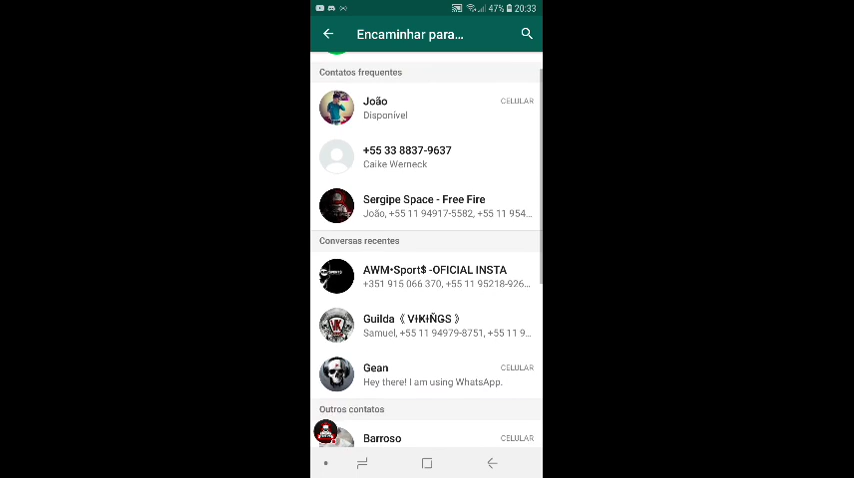 47% 20:33
Encaminhar para...
Contatos frequentes
João CELULAR
Disponível
+55 33 8837-9637
Caike Werneck
Sergipe Space - Free Fire
João, +55 11 94917-5582, +55 11 954...
Conversas recentes
AWM•Sport$ -OFICIAL INSTA
+351 915 066 370, +55 11 95218-926...
Guilda 《 VƗҜƗÑGS 》
Samuel, +55 11 94979-8751, +55 11 9...
Gean CELULAR
Hey there! I am using WhatsApp.
Outros contatos
Barroso CELULAR